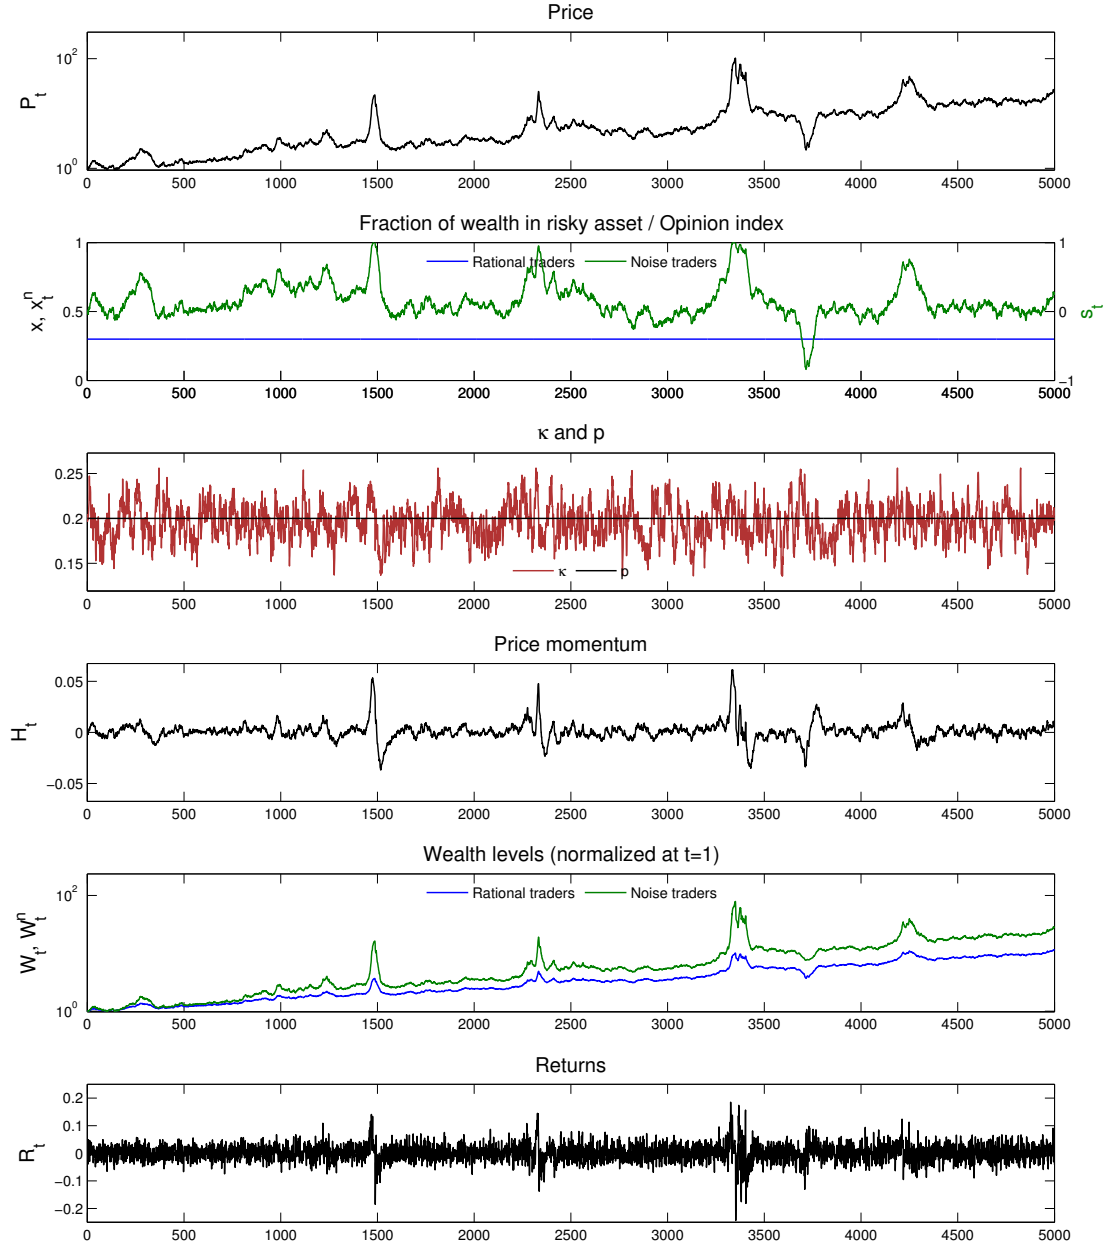 Price
10^2
P_t
10^0
0 500 1000 1500 2000 2500 3000 3500 4000 4500 5000
Fraction of wealth in risky asset / Opinion index
1 1
Rational traders Noise traders
x, x_t^n
0.5 0
s_t
0 −1
0 500 1000 1500 2000 2500 3000 3500 4000 4500 5000
κ and p
0.25
0.2
0.15
κ p
0 500 1000 1500 2000 2500 3000 3500 4000 4500 5000
Price momentum
0.05
H_t
0
−0.05
0 500 1000 1500 2000 2500 3000 3500 4000 4500 5000
Wealth levels (normalized at t=1)
10^2
Rational traders Noise traders
W_t, W_t^n
10^0
0 500 1000 1500 2000 2500 3000 3500 4000 4500 5000
Returns
0.2
0.1
R_t
0
−0.1
−0.2
0 500 1000 1500 2000 2500 3000 3500 4000 4500 5000